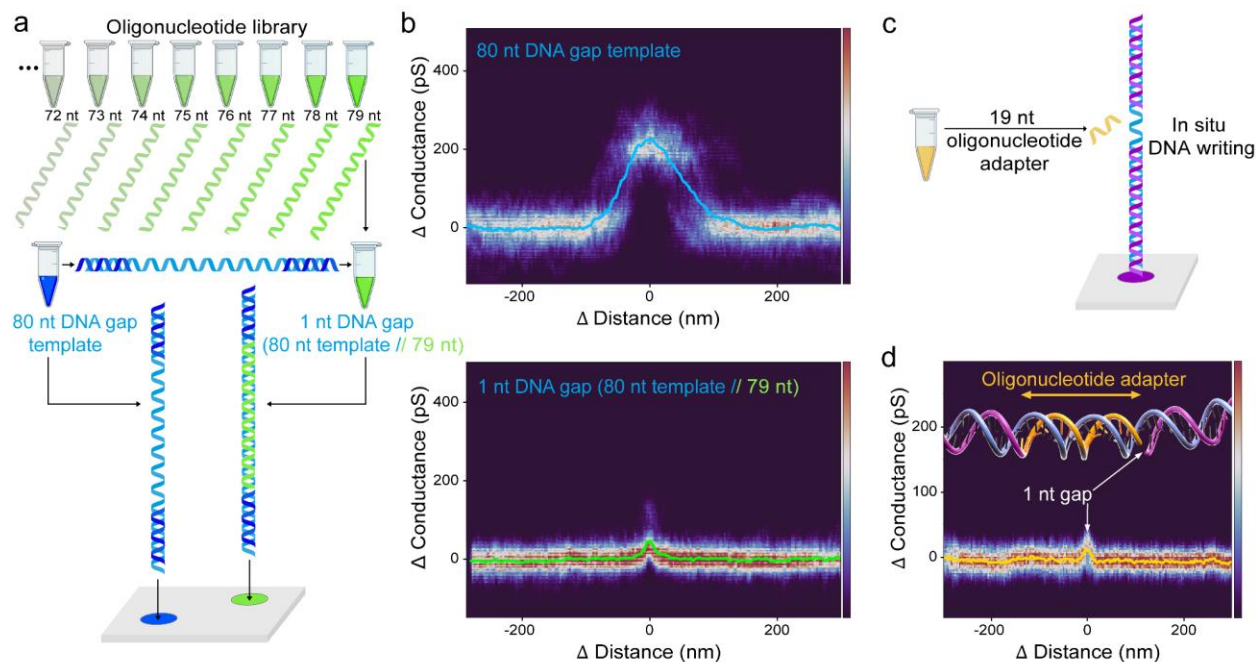 a
Oligonucleotide library
...
72 nt 73 nt 74 nt 75 nt 76 nt 77 nt 78 nt 79 nt
80 nt DNA gap
template
1 nt DNA gap
(80 nt template // 79 nt)
b
80 nt DNA gap template
Δ Conductance (pS)
400
200
0
-200
0
200
Δ Distance (nm)
1 nt DNA gap (80 nt template // 79 nt)
Δ Conductance (pS)
400
200
0
-200
0
200
Δ Distance (nm)
c
19 nt
oligonucleotide
adapter
In situ
DNA writing
d
Oligonucleotide adapter
1 nt gap
Δ Conductance (pS)
200
100
0
-200
0
200
Δ Distance (nm)